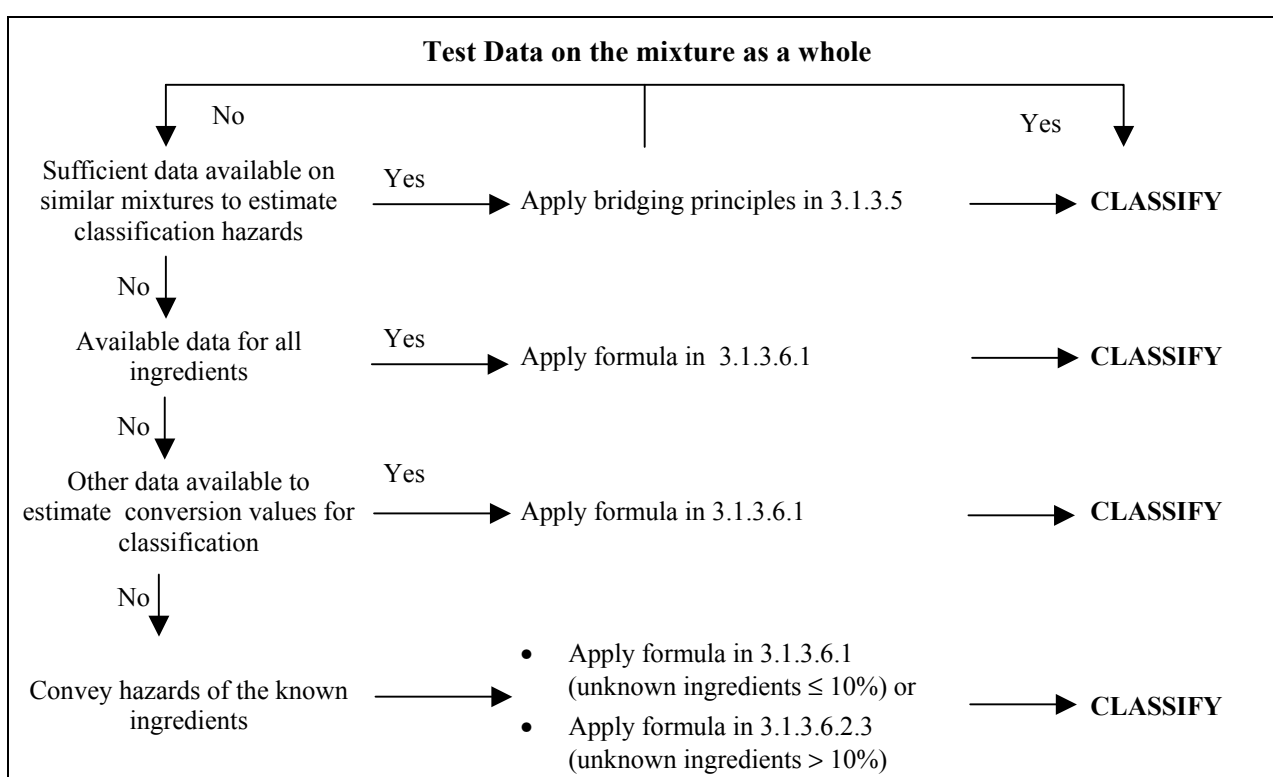 Test Data on the mixture as a whole
No
Yes
Sufficient data available on
similar mixtures to estimate
classification hazards
Yes
Apply bridging principles in 3.1.3.5
CLASSIFY
No
Available data for all
ingredients
Yes
Apply formula in 3.1.3.6.1
CLASSIFY
No
Other data available to
estimate conversion values for
classification
Yes
Apply formula in 3.1.3.6.1
CLASSIFY
No
Convey hazards of the known
ingredients
• Apply formula in 3.1.3.6.1
(unknown ingredients ≤ 10%) or
• Apply formula in 3.1.3.6.2.3
(unknown ingredients > 10%)
CLASSIFY